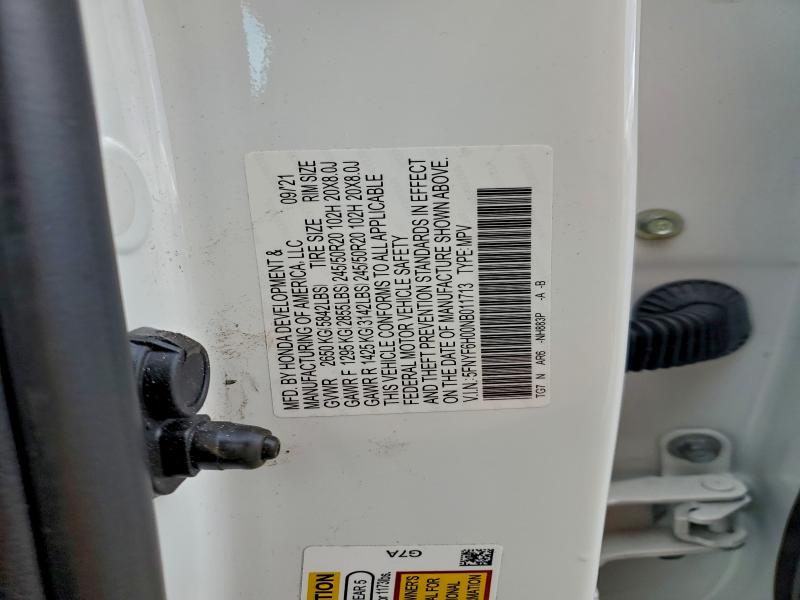 MFD. BY HONDA DEVELOPMENT &
MANUFACTURING OF AMERICA, LLC 09/21
GVWR 2650 KG(5842LBS) TIRE SIZE RIM SIZE
GAWR F 1295 KG(2855LBS) 245/50R20 102H 20X8.0J
GAWR R 1425 KG(3142LBS) 245/50R20 102H 20X8.0J
THIS VEHICLE CONFORMS TO ALL APPLICABLE
FEDERAL MOTOR VEHICLE SAFETY
AND THEFT PREVENTION STANDARDS IN EFFECT
ON THE DATE OF MANUFACTURE SHOWN ABOVE.
V.I.N.: 5FNYF6H00NB011713 TYPE: MPV
TG7 N AR6 -NH883P -A -B
G7A